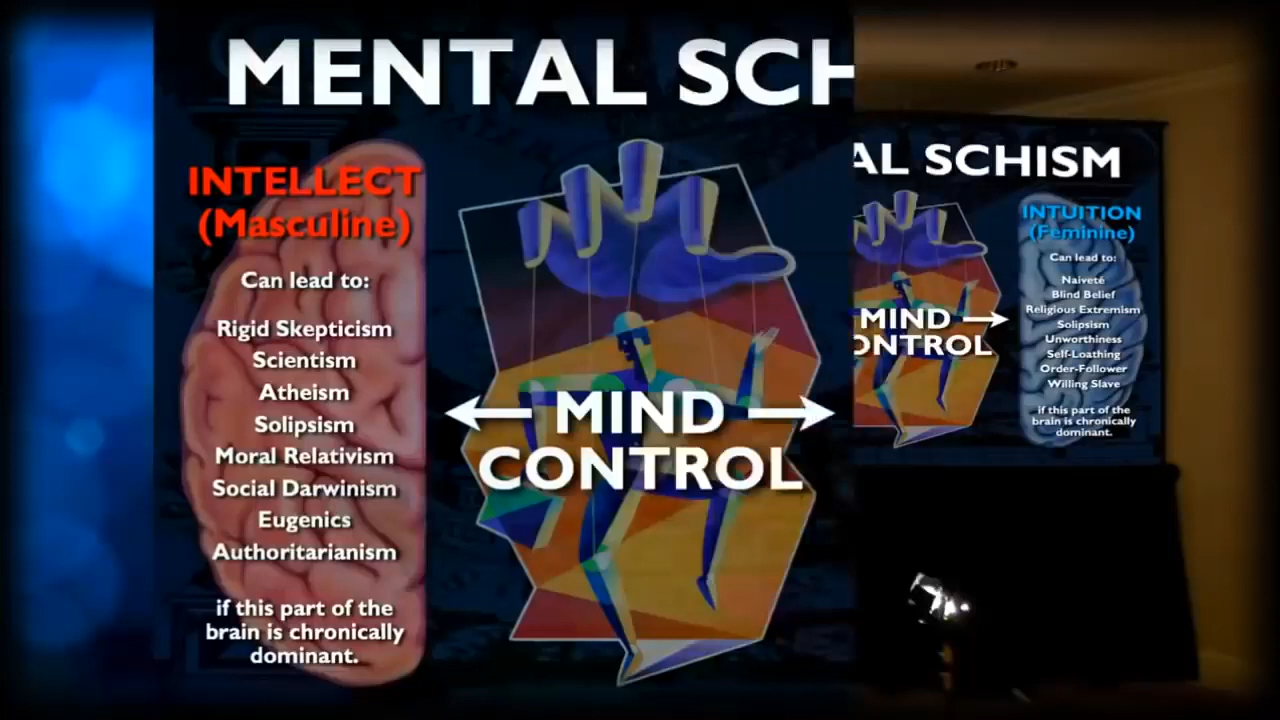 MENTAL SCH
INTELLECT
(Masculine)
Can lead to:
Rigid Skepticism
Scientism
Atheism
Solipsism
Moral Relativism
Social Darwinism
Eugenics
Authoritarianism
if this part of the
brain is chronically
dominant.
MIND
CONTROL
AL SCHISM
MIND
ONTROL
INTUITION
(Feminine)
Can lead to:
Naiveté
Blind Belief
Religious Extremism
Solipsism
Unworthiness
Self-Loathing
Order-Follower
Willing Slave
if this part of the
brain is chronically
dominant.